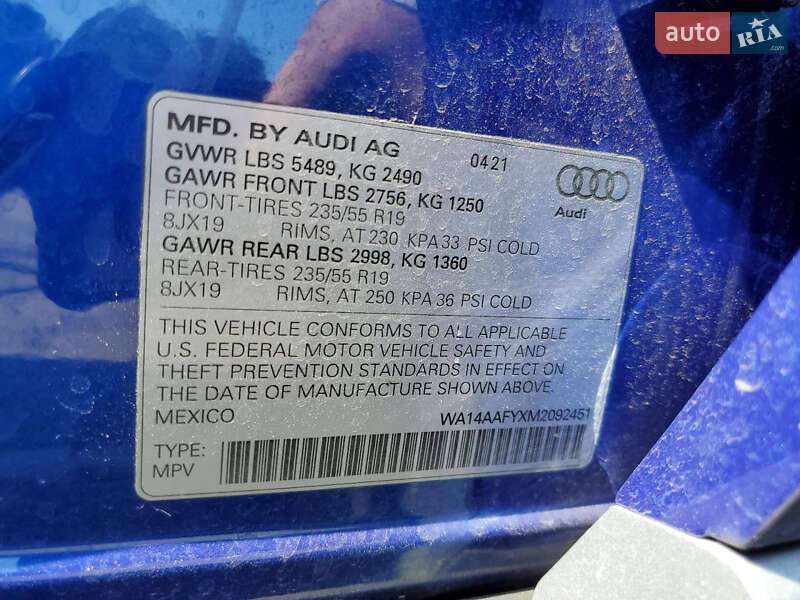 auto RIA .com
MFD. BY AUDI AG 0421
GVWR LBS 5489, KG 2490
GAWR FRONT LBS 2756, KG 1250
FRONT-TIRES 235/55 R19
8JX19 RIMS, AT 230 KPA 33 PSI COLD
GAWR REAR LBS 2998, KG 1360
REAR-TIRES 235/55 R19
8JX19 RIMS, AT 250 KPA 36 PSI COLD
Audi
THIS VEHICLE CONFORMS TO ALL APPLICABLE
U.S. FEDERAL MOTOR VEHICLE SAFETY AND
THEFT PREVENTION STANDARDS IN EFFECT ON
THE DATE OF MANUFACTURE SHOWN ABOVE.
MEXICO WA14AAFYXM2092451
TYPE:
MPV